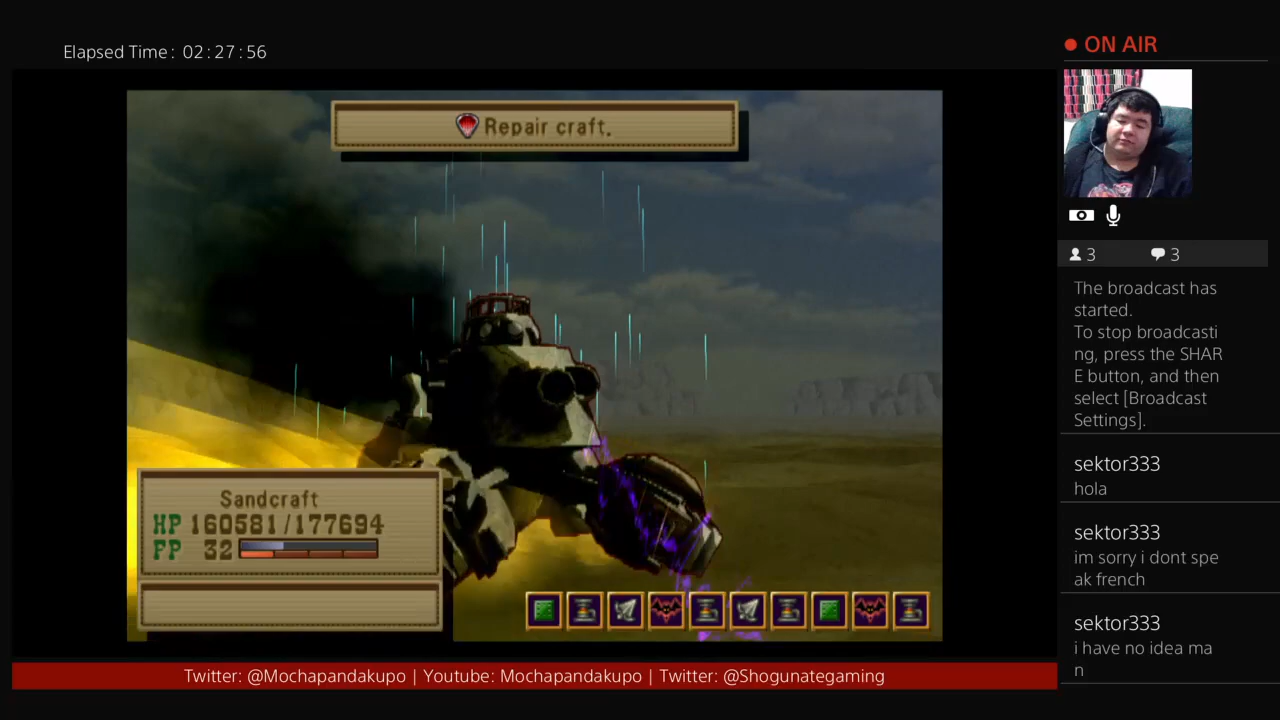 Elapsed Time: 02:27:56
ON AIR
Repair craft.
3 3
The broadcast has
started.
To stop broadcasti
ng, press the SHAR
E button, and then
select [Broadcast
Settings].
sektor333
hola
sektor333
im sorry i dont spe
ak french
sektor333
i have no idea ma
n
Sandcraft
HP 160581/177694
FP 32
Twitter: @Mochapandakupo | Youtube: Mochapandakupo | Twitter: @Shogunategaming